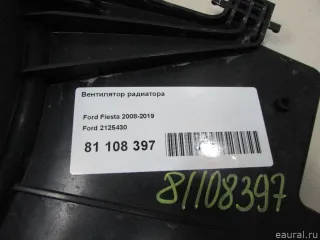 Вентилятор радиатора
Ford Fiesta 2008-2019
Ford 2125430
81 108 397
81108397
eaural.ru